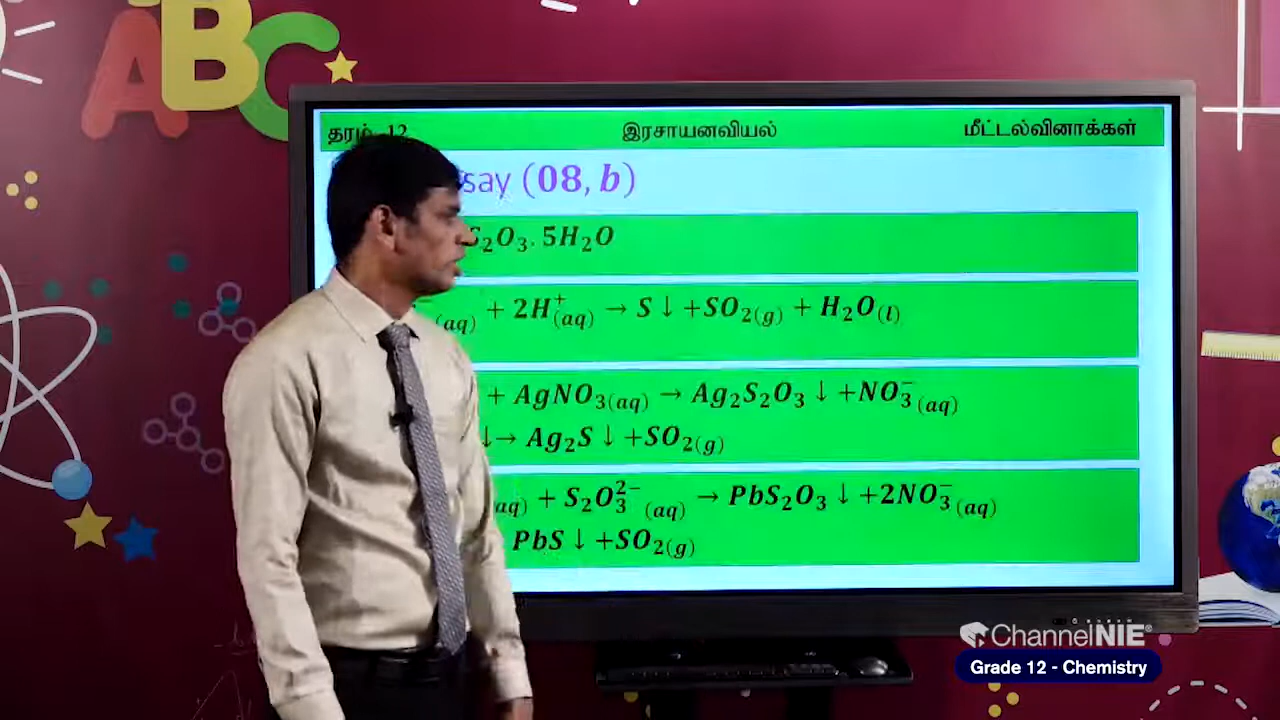 ABC
தரம் 12 இரசாயனவியல் மீட்டல்வினாக்கள்
say (08, b)
S₂O₃. 5H₂O
(aq) + 2H⁺(aq) → S ↓ +SO₂(g) + H₂O(l)
+ AgNO₃(aq) → Ag₂S₂O₃ ↓ +NO₃⁻(aq)
↓→ Ag₂S ↓ +SO₂(g)
aq) + S₂O₃²⁻(aq) → PbS₂O₃ ↓ +2NO₃⁻(aq)
PbS ↓ +SO₂(g)
ChannelNIE®
Grade 12 - Chemistry